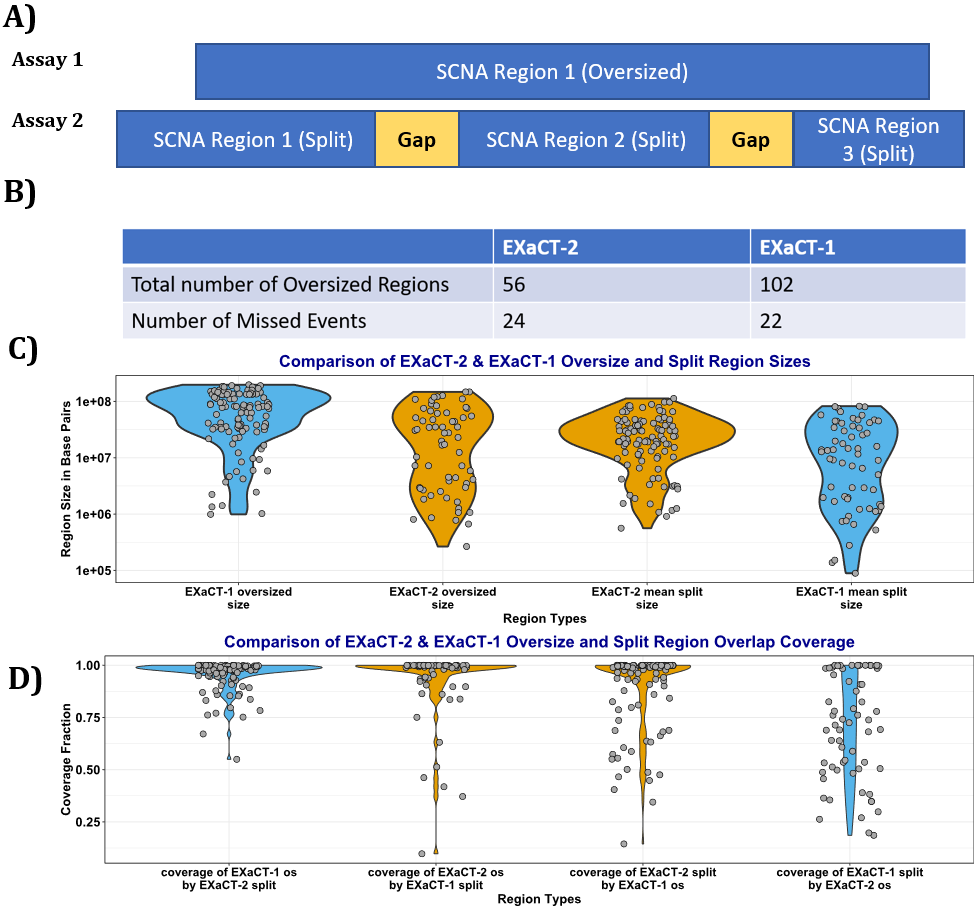 A)
Assay 1
SCNA Region 1 (Oversized)
Assay 2
SCNA Region 1 (Split)
Gap
SCNA Region 2 (Split)
Gap
SCNA Region
3 (Split)
B)
EXaCT-2 EXaCT-1
Total number of Oversized Regions 56 102
Number of Missed Events 24 22
C)
Comparison of EXaCT-2 & EXaCT-1 Oversize and Split Region Sizes
Region Size in Base Pairs
1e+08
1e+07
1e+06
1e+05
EXaCT-1 oversized
size
EXaCT-2 oversized
size
EXaCT-2 mean split
size
EXaCT-1 mean split
size
Region Types
D)
Comparison of EXaCT-2 & EXaCT-1 Oversize and Split Region Overlap Coverage
Coverage Fraction
1.00
0.75
0.50
0.25
coverage of EXaCT-1 os
by EXaCT-2 split
coverage of EXaCT-2 os
by EXaCT-1 split
coverage of EXaCT-2 split
by EXaCT-1 os
coverage of EXaCT-1 split
by EXaCT-2 os
Region Types